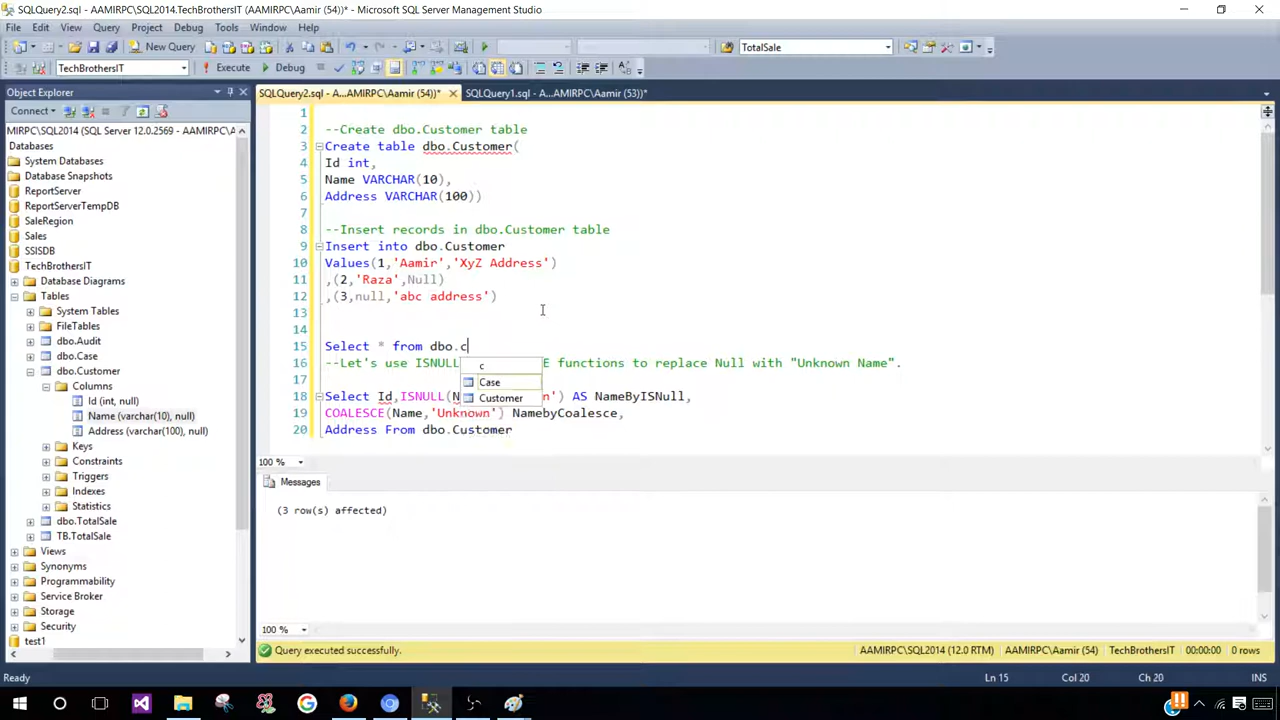 SQLQuery2.sql - AAMIRPC\SQL2014.TechBrothersIT (AAMIRPC\Aamir (54))* - Microsoft SQL Server Management Studio
File Edit View Query Project Debug Tools Window Help
New Query TotalSale
TechBrothersIT Execute Debug
Object Explorer
SQLQuery2.sql - A...AMIRPC\Aamir (54))* SQLQuery1.sql - A...AMIRPC\Aamir (53))*
Connect
MIRPC\SQL2014 (SQL Server 12.0.2569 - AAMIRPC\A
Databases
System Databases
Database Snapshots
ReportServer
ReportServerTempDB
SaleRegion
Sales
SSISDB
TechBrothersIT
Database Diagrams
Tables
System Tables
FileTables
dbo.Audit
dbo.Case
dbo.Customer
Columns
Id (int, null)
Name (varchar(10), null)
Address (varchar(100), null)
Keys
Constraints
Triggers
Indexes
Statistics
dbo.TotalSale
TB.TotalSale
Views
Synonyms
Programmability
Service Broker
Storage
Security
test1
1
2 --Create dbo.Customer table
3 Create table dbo.Customer(
4 Id int,
5 Name VARCHAR(10),
6 Address VARCHAR(100))
7
8 --Insert records in dbo.Customer table
9 Insert into dbo.Customer
10 Values(1,'Aamir','XyZ Address')
11 ,(2,'Raza',Null)
12 ,(3,null,'abc address')
13
14
15 Select * from dbo.c
16 --Let's use ISNULL E functions to replace Null with "Unknown Name".
17
18 Select Id,ISNULL(N n') AS NameByISNull,
19 COALESCE(Name,'Unknown') NamebyCoalesce,
20 Address From dbo.Customer
c
Case
Customer
100 %
Messages
(3 row(s) affected)
100 %
Query executed successfully. AAMIRPC\SQL2014 (12.0 RTM) AAMIRPC\Aamir (54) TechBrothersIT 00:00:00 0 rows
Ready Ln 15 Col 20 Ch 20 INS